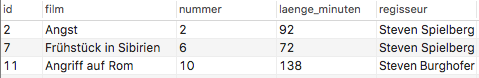 id film nummer laenge_minuten regisseur
2 Angst 2 92 Steven Spielberg
7 Frühstück in Sibirien 6 72 Steven Spielberg
11 Angriff auf Rom 10 138 Steven Burghofer